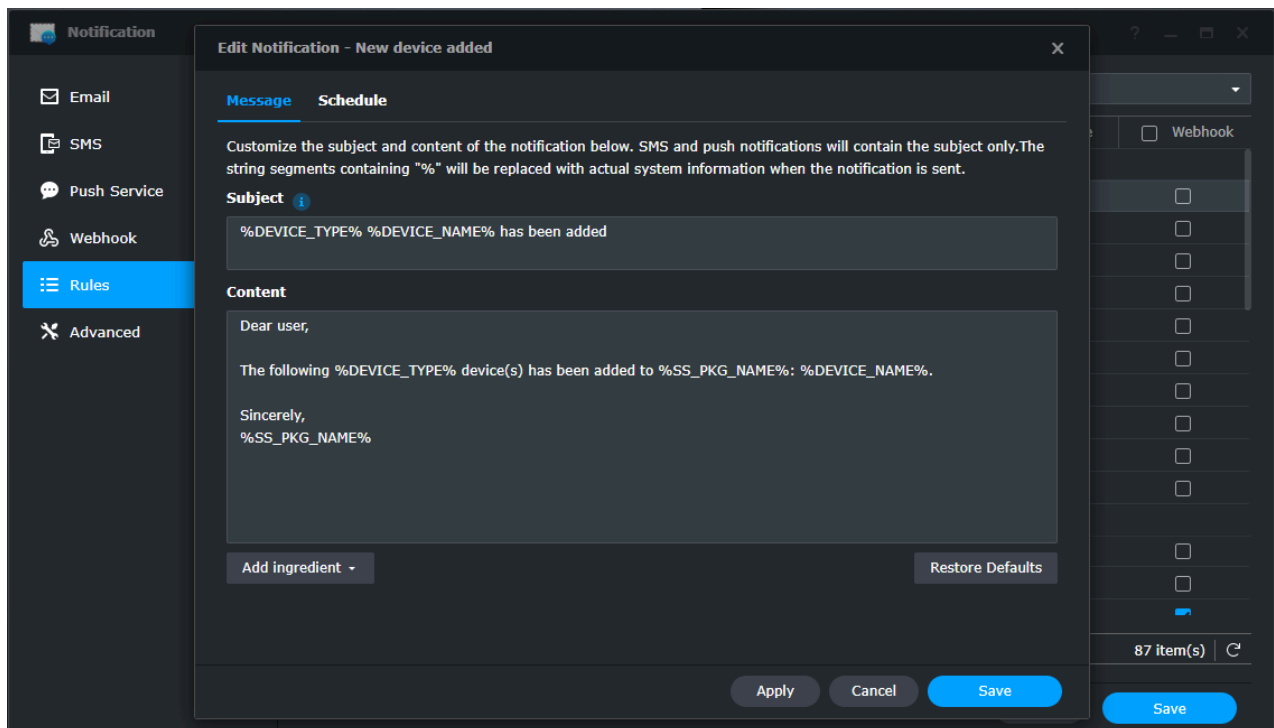 Notification
Edit Notification - New device added
Email
SMS
Push Service
Webhook
Rules
Advanced
Message Schedule
Customize the subject and content of the notification below. SMS and push notifications will contain the subject only.The
string segments containing "%" will be replaced with actual system information when the notification is sent.
Subject
%DEVICE_TYPE% %DEVICE_NAME% has been added
Content
Dear user,
The following %DEVICE_TYPE% device(s) has been added to %SS_PKG_NAME%: %DEVICE_NAME%.
Sincerely,
%SS_PKG_NAME%
Add ingredient
Restore Defaults
Apply Cancel Save
Webhook
87 item(s)
Save